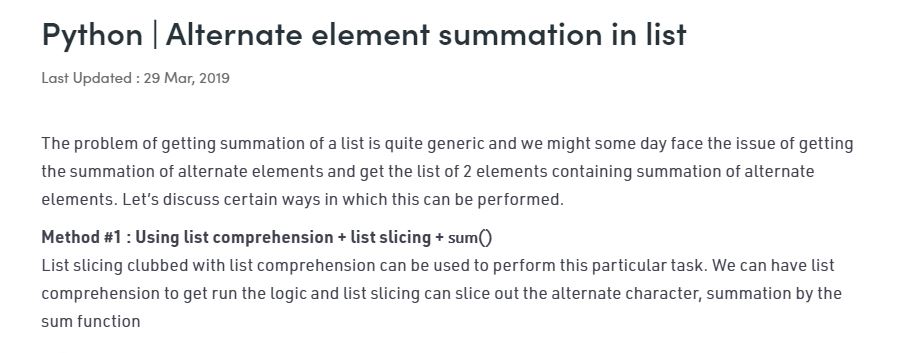 Python | Alternate element summation in list
Last Updated : 29 Mar, 2019
The problem of getting summation of a list is quite generic and we might some day face the issue of getting
the summation of alternate elements and get the list of 2 elements containing summation of alternate
elements. Let’s discuss certain ways in which this can be performed.
Method #1 : Using list comprehension + list slicing + sum()
List slicing clubbed with list comprehension can be used to perform this particular task. We can have list
comprehension to get run the logic and list slicing can slice out the alternate character, summation by the
sum function